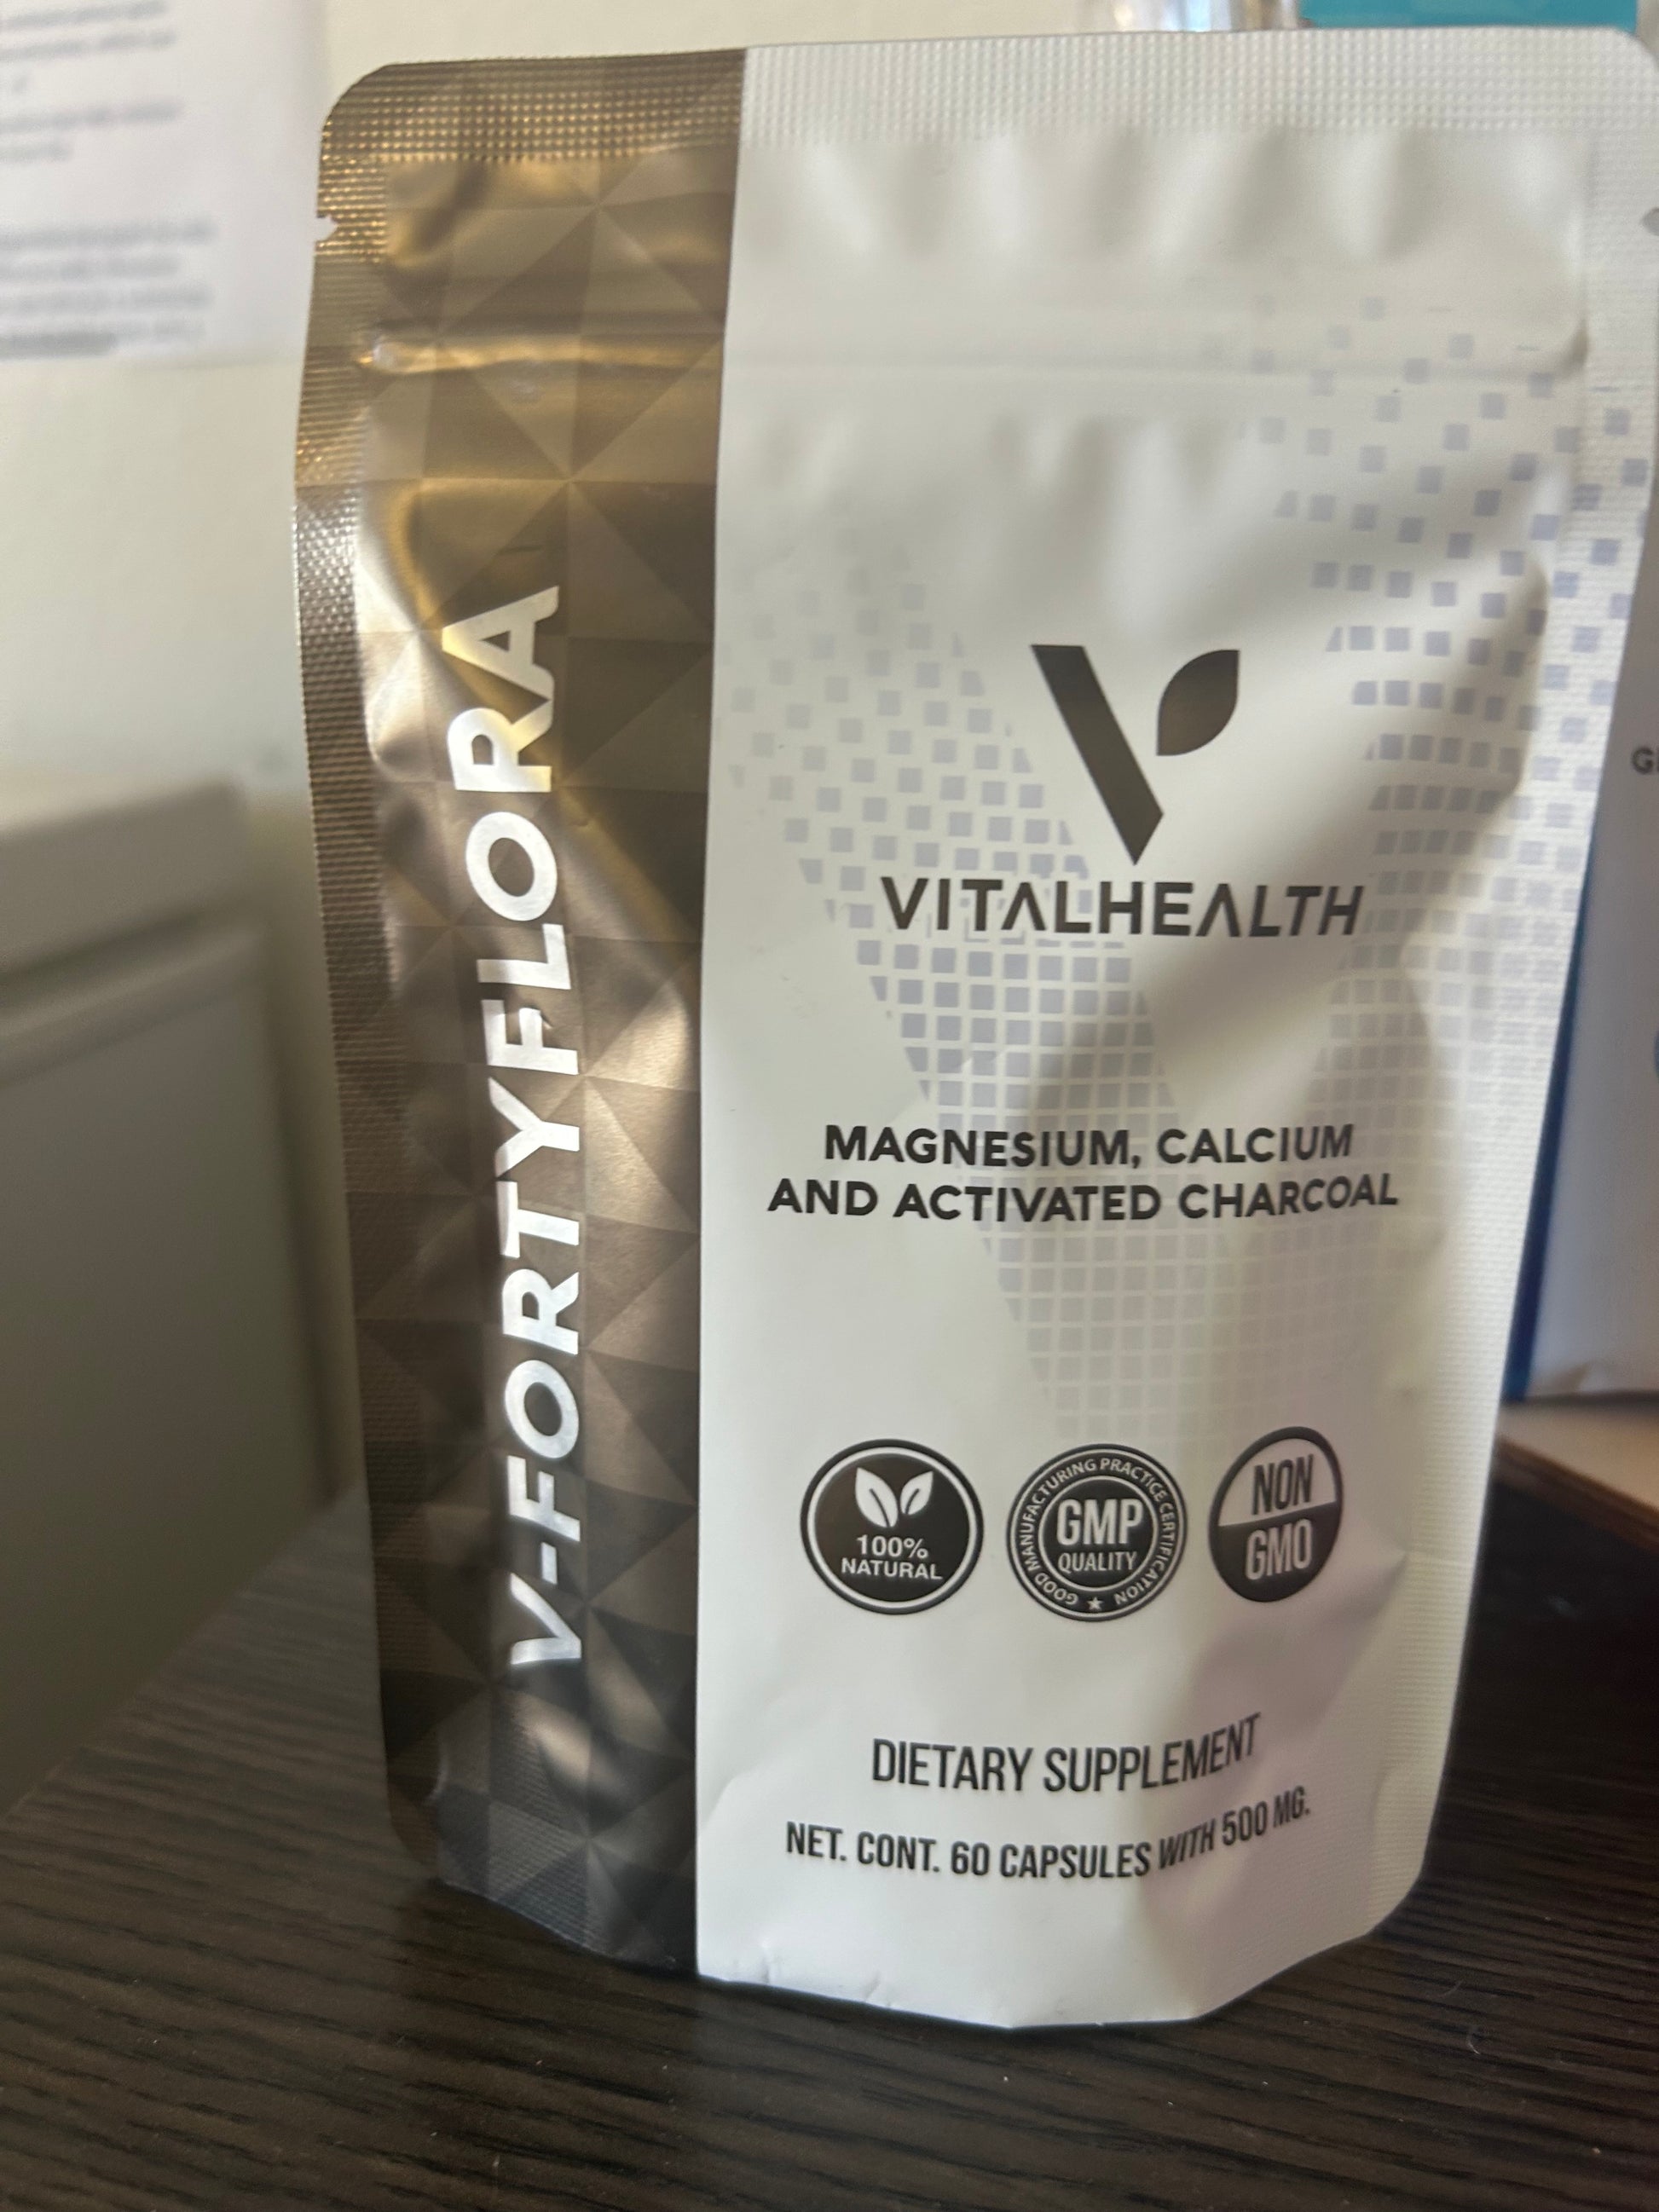 V-FORTYFLORA
VITALHEALTH
MAGNESIUM, CALCIUM
AND ACTIVATED CHARCOAL
100%
NATURAL
GOOD MANUFACTURING PRACTICE CERTIFICATION
GMP
QUALITY
NON
GMO
DIETARY SUPPLEMENT
NET. CONT. 60 CAPSULES WITH 500 MG.